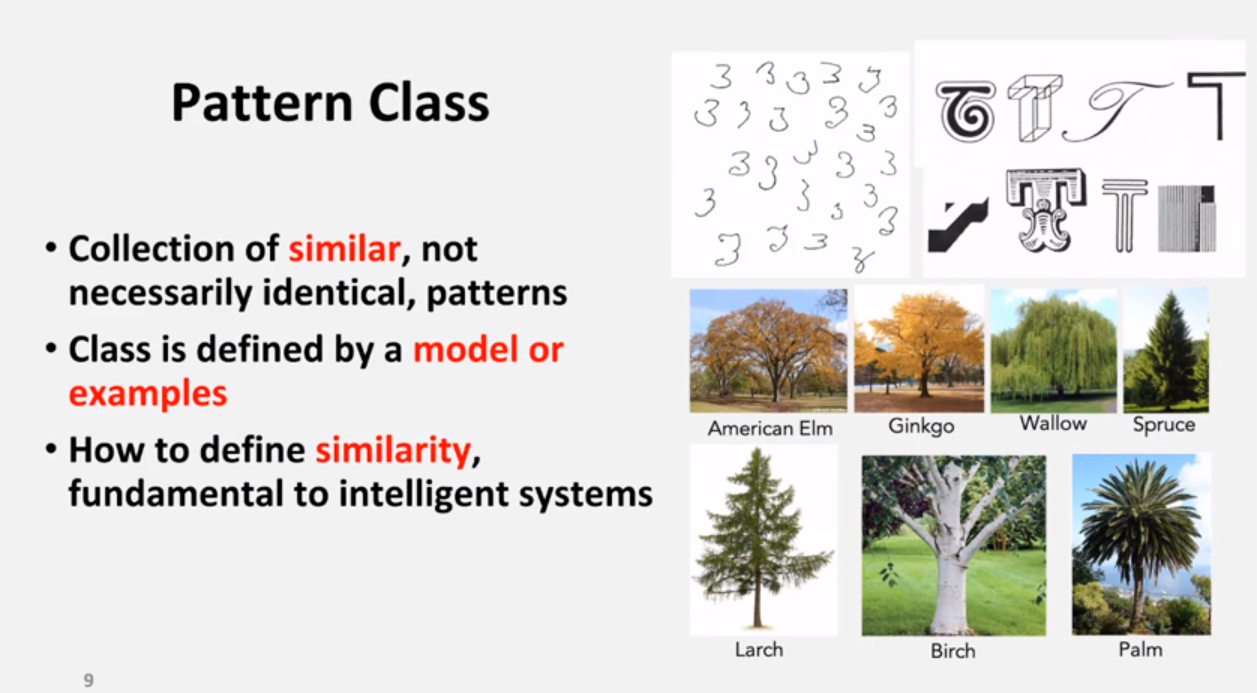 Pattern Class
• Collection of similar, not
necessarily identical, patterns
• Class is defined by a model or
examples
• How to define similarity,
fundamental to intelligent systems
3 3 3 3 3
3 3 3 3 3
3
3 3 3 3 3
3 3 3 3 3
3 3 3 3
T T T T
T T T T
American Elm
Ginkgo
Wallow
Spruce
Larch
Birch
Palm
9